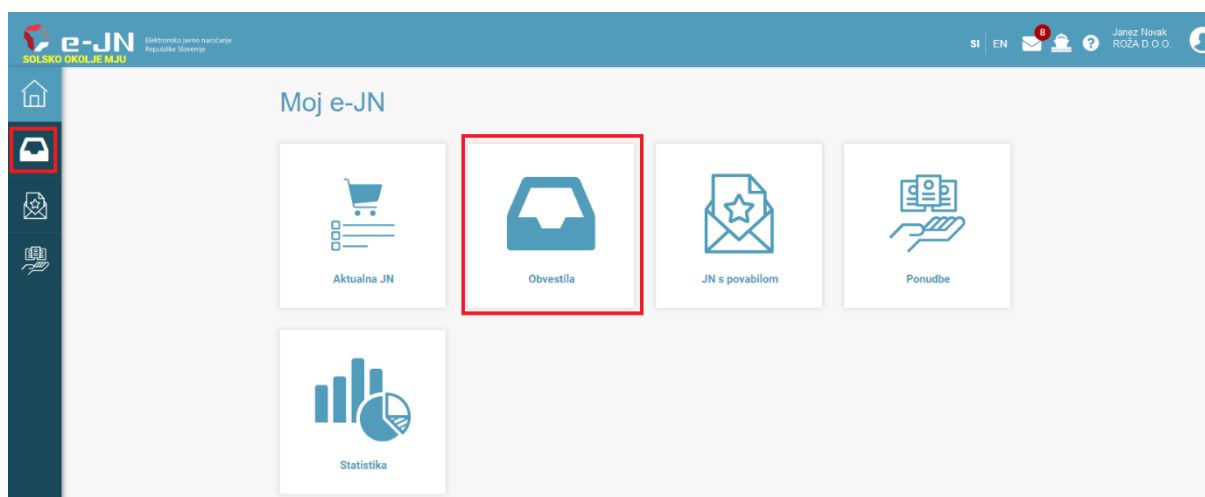 e-JN
Elektronsko javno naročanje
Republike Slovenije
SOLSKO OKOLJE MJU
SI EN
8
?
Janez Novak
ROŽA D.O.O.
Moj e-JN
Aktualna JN
Obvestila
JN s povabilom
Ponudbe
Statistika